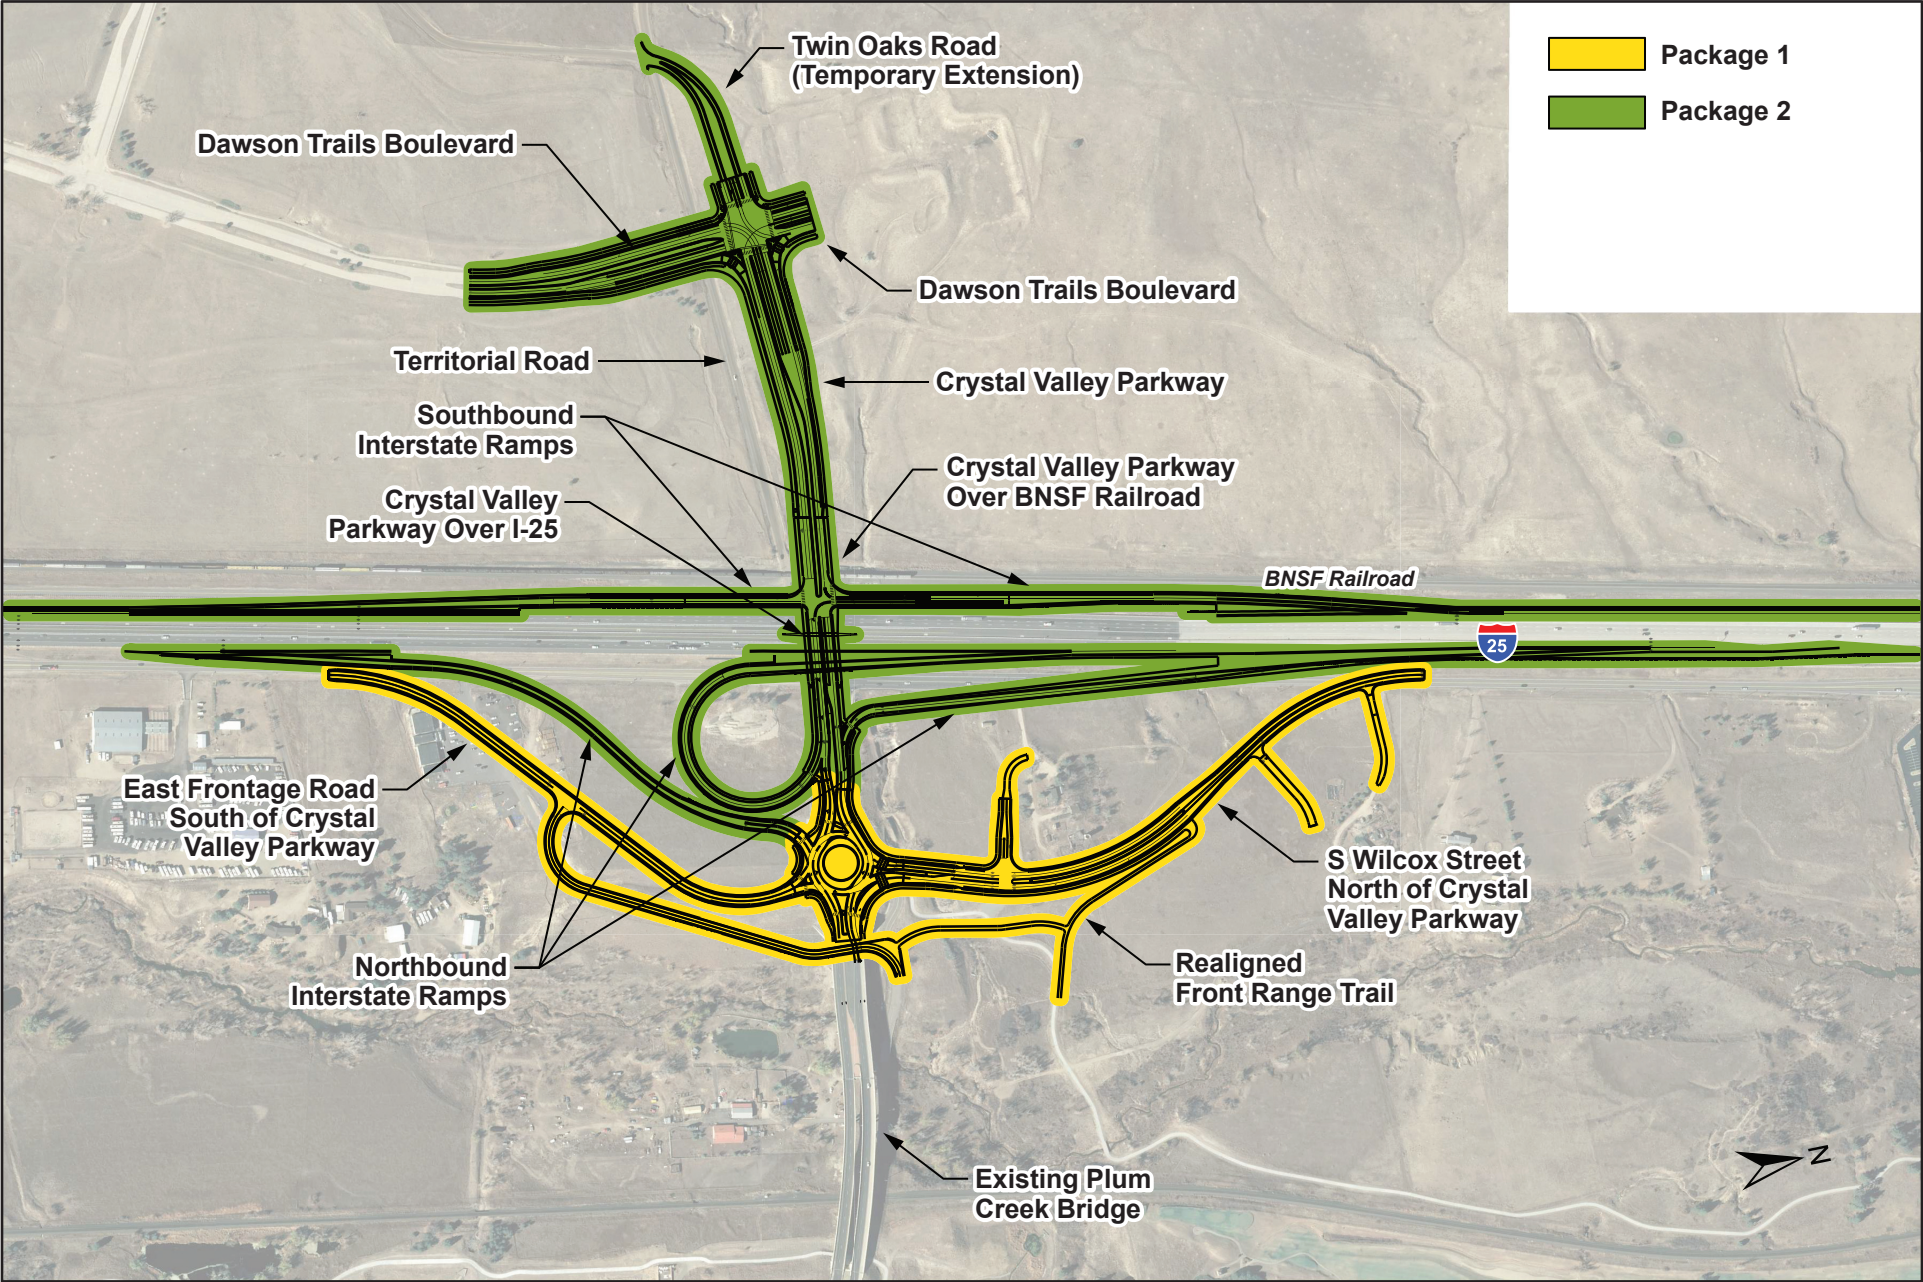 Twin Oaks Road
(Temporary Extension)
Package 1
Package 2
Dawson Trails Boulevard
Dawson Trails Boulevard
Territorial Road
Crystal Valley Parkway
Southbound
Interstate Ramps
Crystal Valley Parkway
Over BNSF Railroad
Crystal Valley
Parkway Over I-25
BNSF Railroad
25
East Frontage Road
South of Crystal
Valley Parkway
S Wilcox Street
North of Crystal
Valley Parkway
Northbound
Interstate Ramps
Realigned
Front Range Trail
Existing Plum
Creek Bridge
N